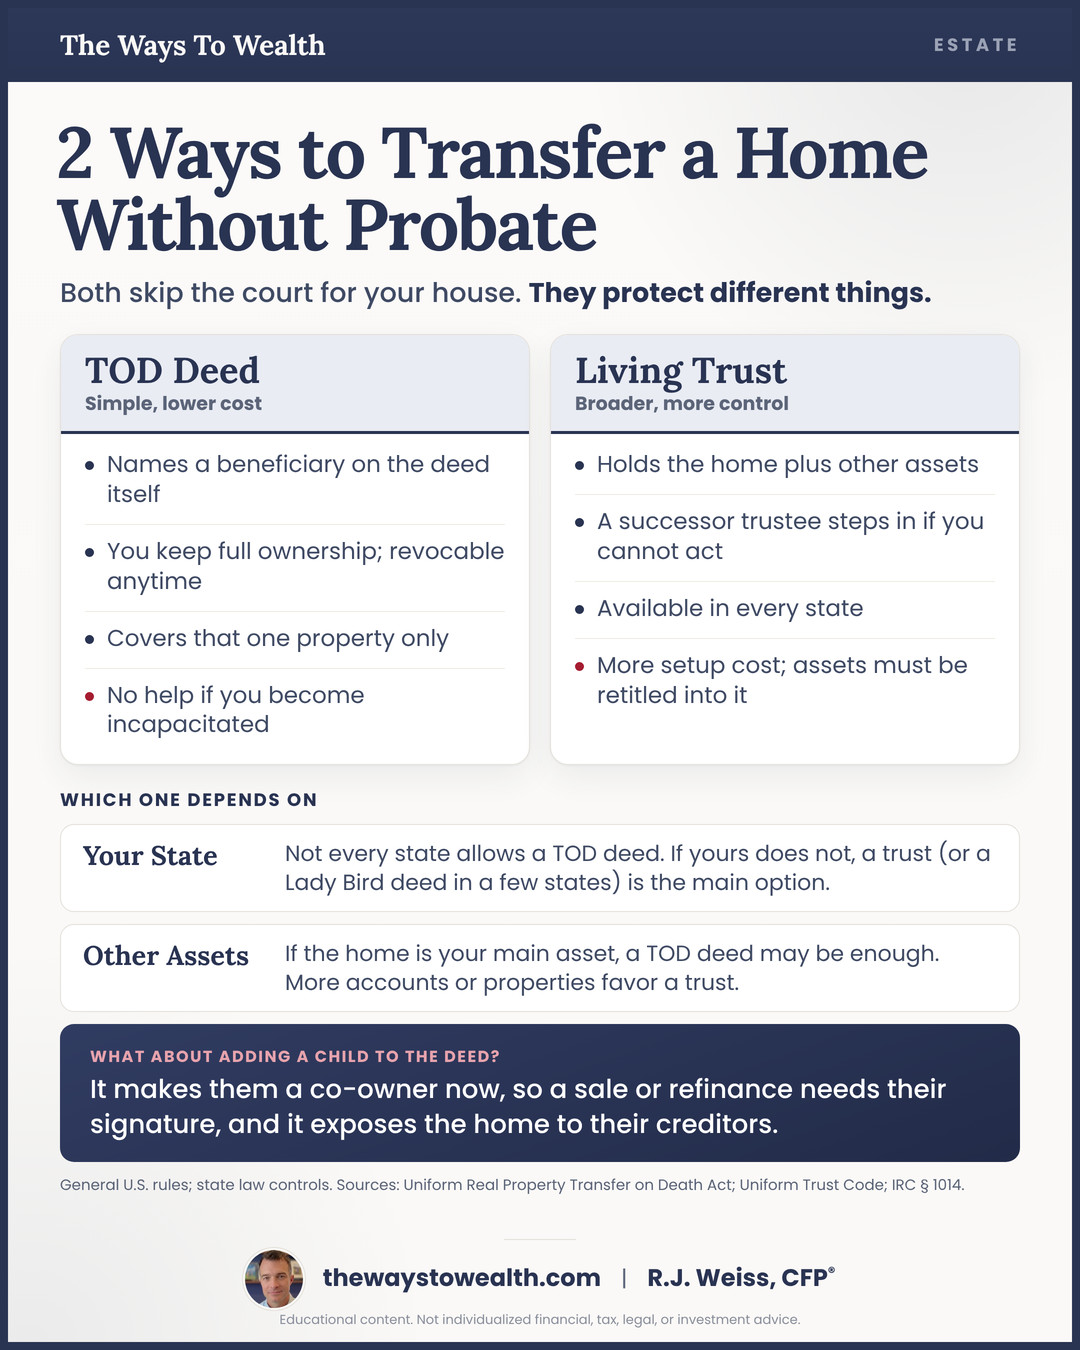 The Ways To Wealth
ESTATE
2 Ways to Transfer a Home
Without Probate
Both skip the court for your house. They protect different things.
TOD Deed
Simple, lower cost
• Names a beneficiary on the deed
itself
• You keep full ownership; revocable
anytime
• Covers that one property only
• No help if you become
incapacitated
Living Trust
Broader, more control
• Holds the home plus other assets
• A successor trustee steps in if you
cannot act
• Available in every state
• More setup cost; assets must be
retitled into it
WHICH ONE DEPENDS ON
Your State
Not every state allows a TOD deed. If yours does not, a trust (or a
Lady Bird deed in a few states) is the main option.
Other Assets
If the home is your main asset, a TOD deed may be enough.
More accounts or properties favor a trust.
WHAT ABOUT ADDING A CHILD TO THE DEED?
It makes them a co-owner now, so a sale or refinance needs their
signature, and it exposes the home to their creditors.
General U.S. rules; state law controls. Sources: Uniform Real Property Transfer on Death Act; Uniform Trust Code; IRC § 1014.
thewaystowealth.com | R.J. Weiss, CFP®
Educational content. Not individualized financial, tax, legal, or investment advice.